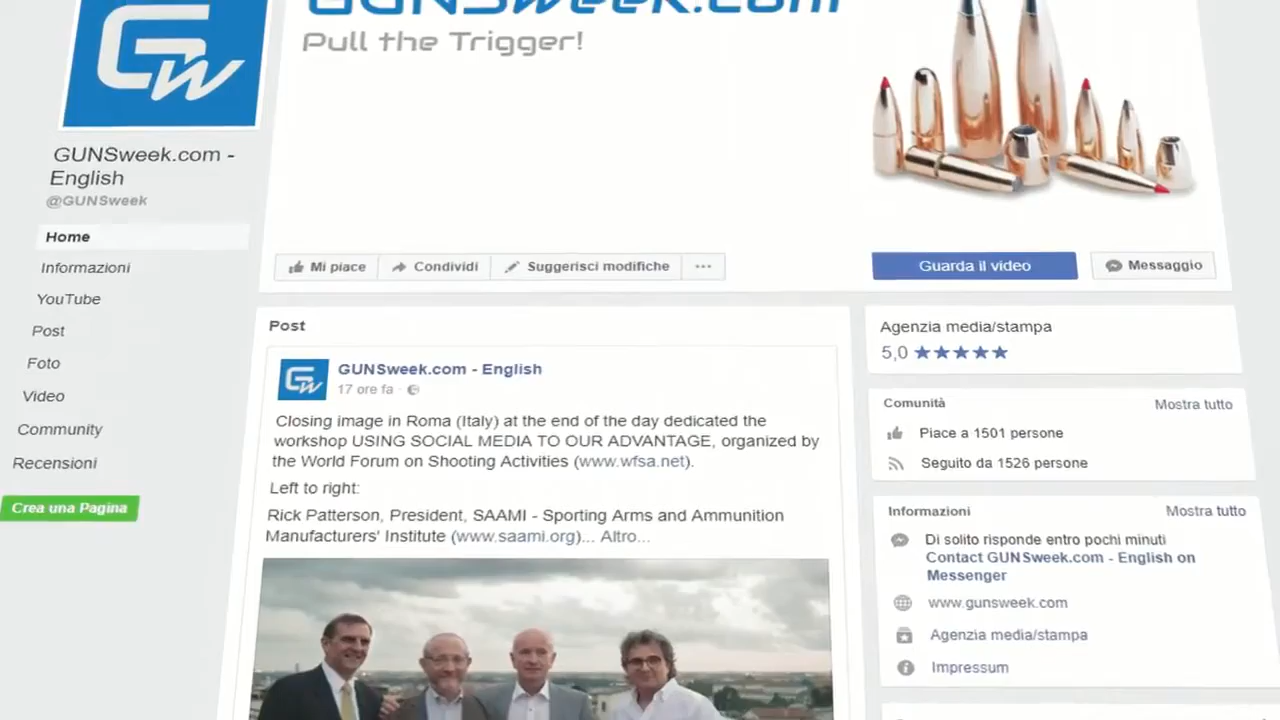 GUNSweek.com
Pull the Trigger!
GW
GUNSweek.com -
English
@GUNSweek
Home
Informazioni
YouTube
Post
Foto
Video
Community
Recensioni
Crea una Pagina
Mi piace
Condividi
Suggerisci modifiche
...
Guarda il video
Messaggio
Post
GW
GUNSweek.com - English
17 ore fa ·
Closing image in Roma (Italy) at the end of the day dedicated the
workshop USING SOCIAL MEDIA TO OUR ADVANTAGE, organized by
the World Forum on Shooting Activities (www.wfsa.net).
Left to right:
Rick Patterson, President, SAAMI - Sporting Arms and Ammunition
Manufacturers' Institute (www.saami.org)... Altro...
Agenzia media/stampa
5,0 ★★★★★
Comunità
Mostra tutto
Piace a 1501 persone
Seguito da 1526 persone
Informazioni
Mostra tutto
Di solito risponde entro pochi minuti
Contact GUNSweek.com - English on
Messenger
www.gunsweek.com
Agenzia media/stampa
Impressum